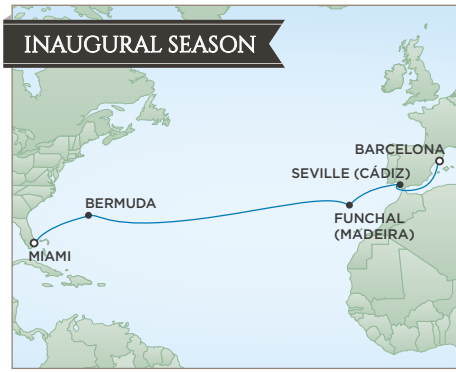 INAUGURAL SEASON
BARCELONA
SEVILLE (CÁDIZ)
BERMUDA
FUNCHAL
(MADEIRA)
MIAMI